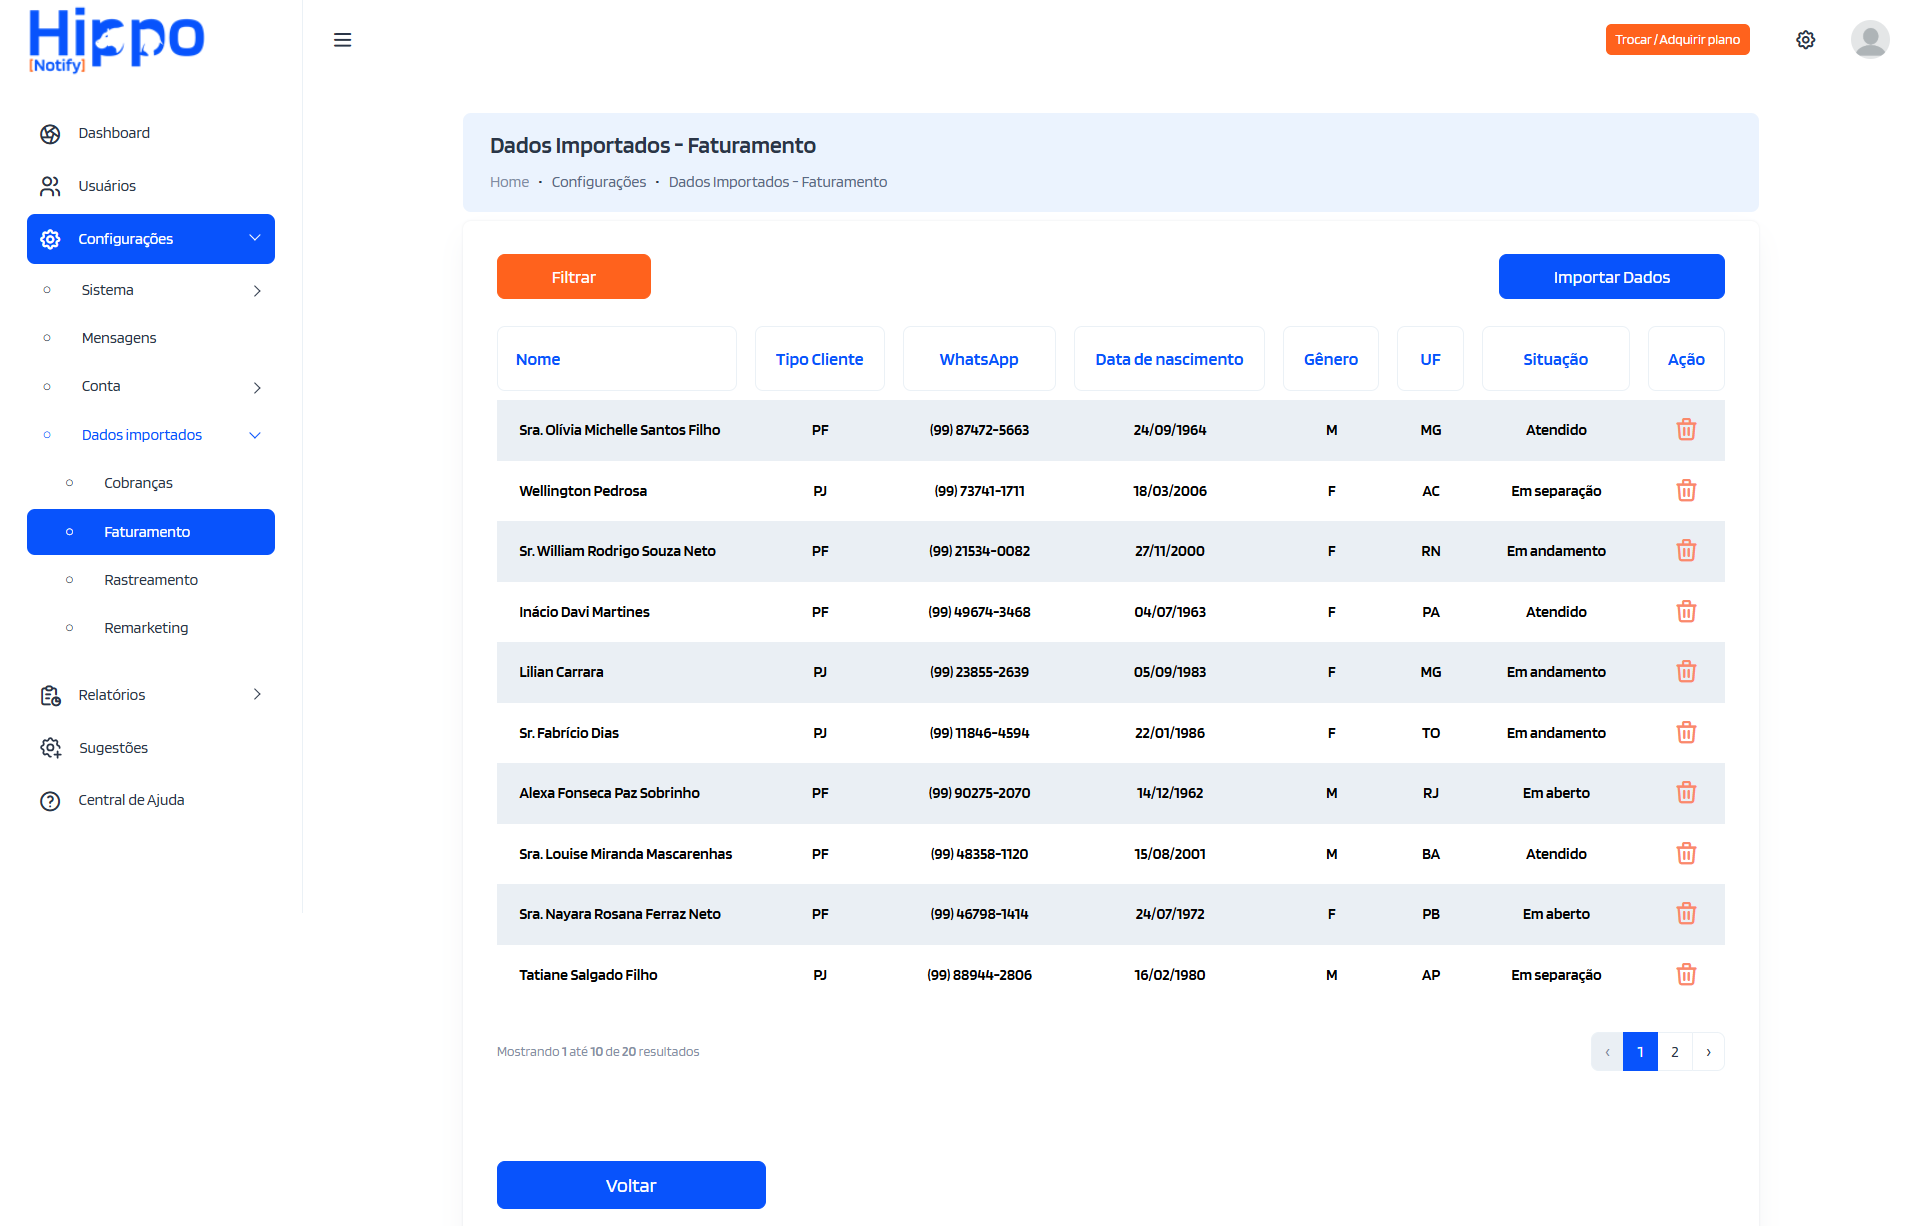 Hippo
[Notify]
Trocar / Adquirir plano
Dashboard
Usuários
Configurações
Sistema
Mensagens
Conta
Dados importados
Cobranças
Faturamento
Rastreamento
Remarketing
Relatórios
Sugestões
Central de Ajuda
Dados Importados - Faturamento
Home • Configurações • Dados Importados - Faturamento
Filtrar
Importar Dados
Nome Tipo Cliente WhatsApp Data de nascimento Gênero UF Situação Ação
Sra. Olívia Michelle Santos Filho PF (99) 87472-5663 24/09/1964 M MG Atendido
Wellington Pedrosa PJ (99) 73741-1711 18/03/2006 F AC Em separação
Sr. William Rodrigo Souza Neto PF (99) 21534-0082 27/11/2000 F RN Em andamento
Inácio Davi Martines PF (99) 49674-3468 04/07/1963 F PA Atendido
Lilian Carrara PJ (99) 23855-2639 05/09/1983 F MG Em andamento
Sr. Fabrício Dias PJ (99) 11846-4594 22/01/1986 F TO Em andamento
Alexa Fonseca Paz Sobrinho PF (99) 90275-2070 14/12/1962 M RJ Em aberto
Sra. Louise Miranda Mascarenhas PF (99) 48358-1120 15/08/2001 M BA Atendido
Sra. Nayara Rosana Ferraz Neto PF (99) 46798-1414 24/07/1972 F PB Em aberto
Tatiane Salgado Filho PJ (99) 88944-2806 16/02/1980 M AP Em separação
Mostrando 1 até 10 de 20 resultados
‹ 1 2 ›
Voltar